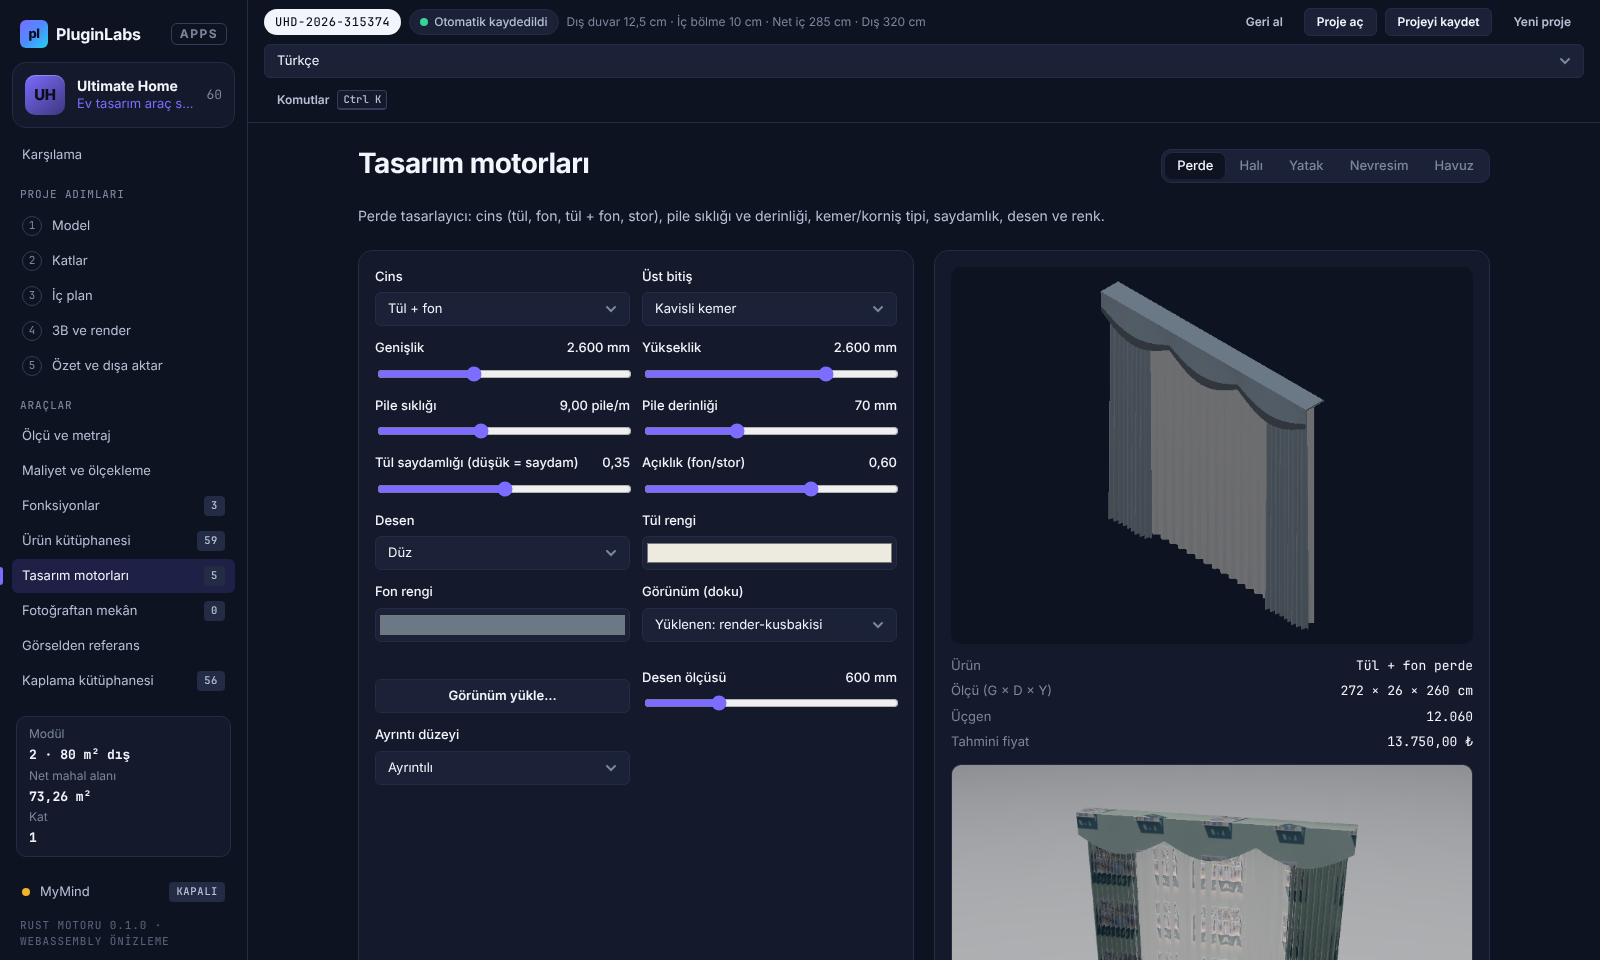 pl PluginLabs APPS
UH Ultimate Home
Ev tasarım araç s... 60
Karşılama
PROJE ADIMLARI
1 Model
2 Katlar
3 İç plan
4 3B ve render
5 Özet ve dışa aktar
ARAÇLAR
Ölçü ve metraj
Maliyet ve ölçekleme
Fonksiyonlar 3
Ürün kütüphanesi 59
Tasarım motorları 5
Fotoğraftan mekân 0
Görselden referans
Kaplama kütüphanesi 56
Modül
2 · 80 m² dış
Net mahal alanı
73,26 m²
Kat
1
MyMind KAPALI
RUST MOTORU 0.1.0 ·
WEBASSEMBLY ÖNİZLEME
UHD-2026-315374 Otomatik kaydedildi Dış duvar 12,5 cm · İç bölme 10 cm · Net iç 285 cm · Dış 320 cm Geri al Proje aç Projeyi kaydet Yeni proje
Türkçe
Komutlar Ctrl K
Tasarım motorları
Perde Halı Yatak Nevresim Havuz
Perde tasarlayıcı: cins (tül, fon, tül + fon, stor), pile sıklığı ve derinliği, kemer/korniş tipi, saydamlık, desen ve renk.
Cins Üst bitiş
Tül + fon Kavisli kemer
Genişlik 2.600 mm Yükseklik 2.600 mm
Pile sıklığı 9,00 pile/m Pile derinliği 70 mm
Tül saydamlığı (düşük = saydam) 0,35 Açıklık (fon/stor) 0,60
Desen Tül rengi
Düz
Fon rengi Görünüm (doku)
Yüklenen: render-kusbakisi
Görünüm yükle... Desen ölçüsü 600 mm
Ayrıntı düzeyi
Ayrıntılı
Ürün Tül + fon perde
Ölçü (G × D × Y) 272 × 26 × 260 cm
Üçgen 12.060
Tahmini fiyat 13.750,00 ₺